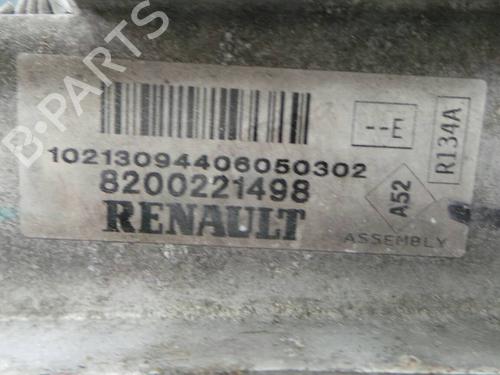 B-PARTS
--E
R134A
10213094406050302
8200221498
A52
RENAULT
ASSEMBLY